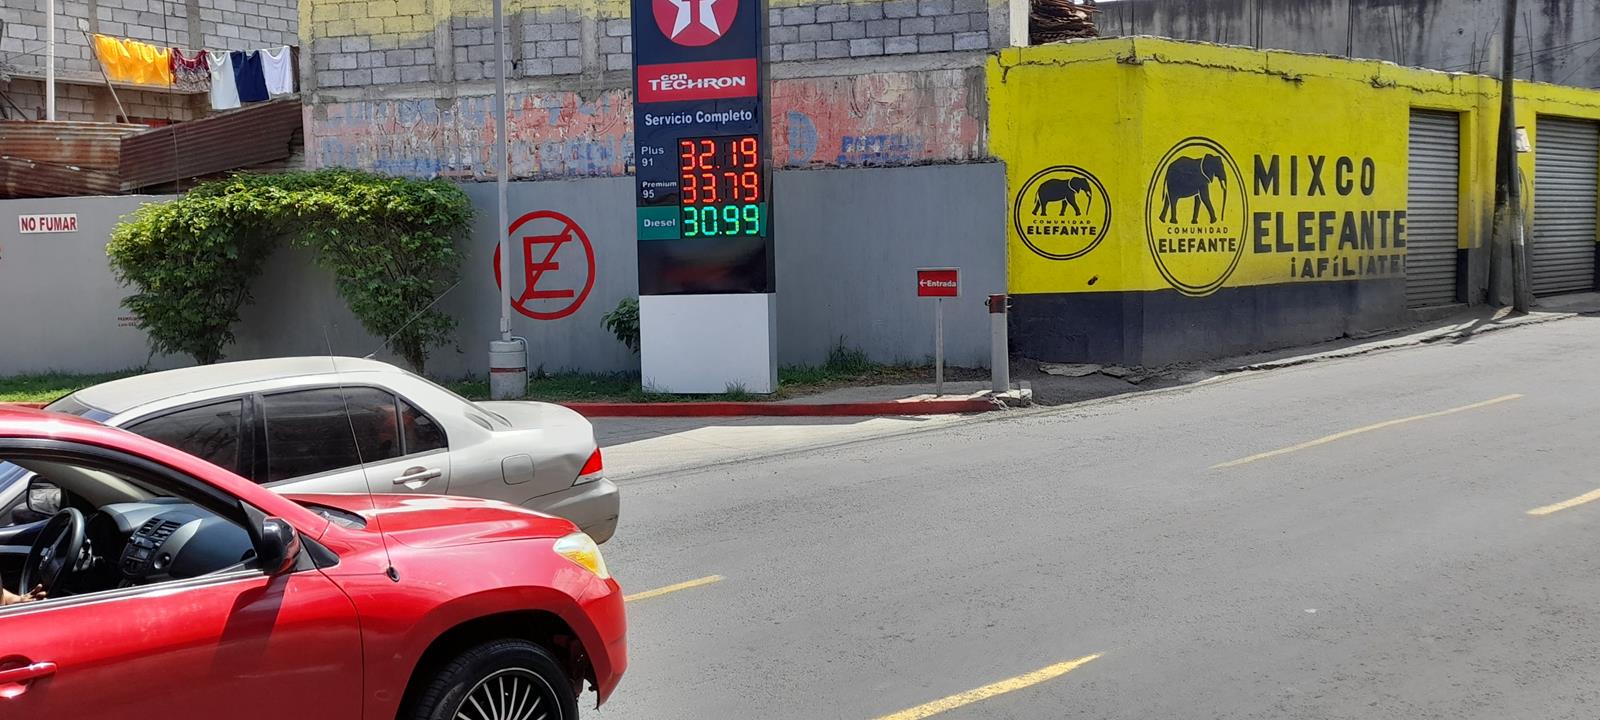 con
TECHRON
Servicio Completo
Plus
91
32.19
Premium
95
33.79
Diesel
30.99
NO FUMAR
E
←Entrada
COMUNIDAD
ELEFANTE
COMUNIDAD
ELEFANTE
MIXCO
ELEFANTE
¡AFÍLIATE!